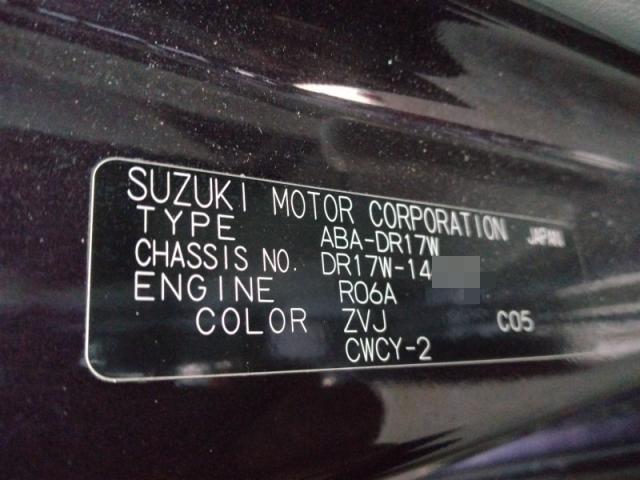 SUZUKI MOTOR CORPORATION JAPAN
TYPE ABA-DR17W
CHASSIS NO. DR17W-14
ENGINE R06A
COLOR ZVJ C05
CWCY-2